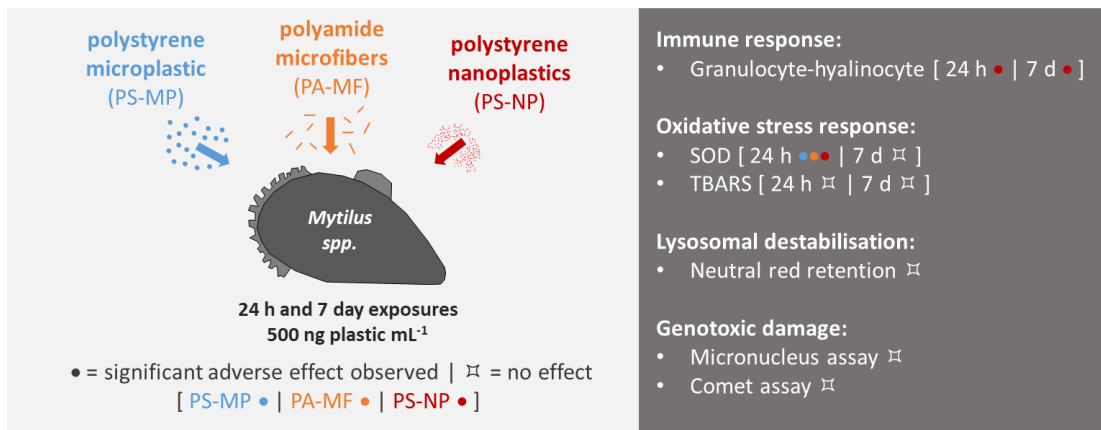 polystyrene
microplastic
(PS-MP)
polyamide
microfibers
(PA-MF)
polystyrene
nanoplastics
(PS-NP)
Mytilus
spp.
24 h and 7 day exposures
500 ng plastic mL⁻¹
● = significant adverse effect observed | ⌑ = no effect
[ PS-MP ● | PA-MF ● | PS-NP ● ]
Immune response:
• Granulocyte-hyalinocyte [ 24 h ● | 7 d ● ]
Oxidative stress response:
• SOD [ 24 h ●●● | 7 d ⌑ ]
• TBARS [ 24 h ⌑ | 7 d ⌑ ]
Lysosomal destabilisation:
• Neutral red retention ⌑
Genotoxic damage:
• Micronucleus assay ⌑
• Comet assay ⌑